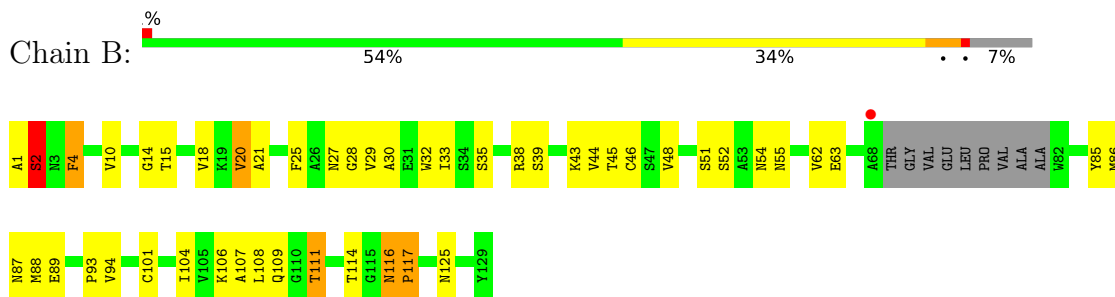 %
Chain B:
54% 34% • • 7%
A1 S2 N3 F4 V10 G14 T15 V18 K19 V20 A21 F25 A26 N27 G28 V29 A30 E31 W32 I33 S34 S35 R38 S39 K43 V44 T45 C46 S47 V48 S51 S52 A53 N54 N55 V62 E63 A68 THR GLY VAL GLU LEU PRO VAL ALA ALA W82 Y85 M86
N87 M88 E89 P93 V94 C101 I104 V105 K106 A107 L108 Q109 G110 T111 T114 G115 N116 P117 N125 Y129